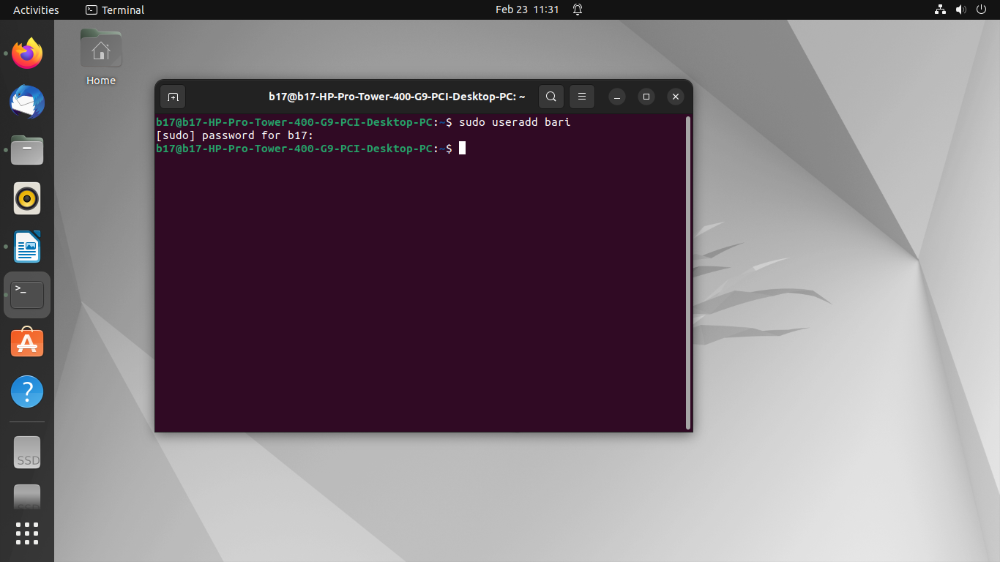 Activities
Terminal
Feb 23 11:31
Home
b17@b17-HP-Pro-Tower-400-G9-PCI-Desktop-PC: ~
b17@b17-HP-Pro-Tower-400-G9-PCI-Desktop-PC:~$ sudo useradd bari
[sudo] password for b17:
b17@b17-HP-Pro-Tower-400-G9-PCI-Desktop-PC:~$
>_
?
SSD